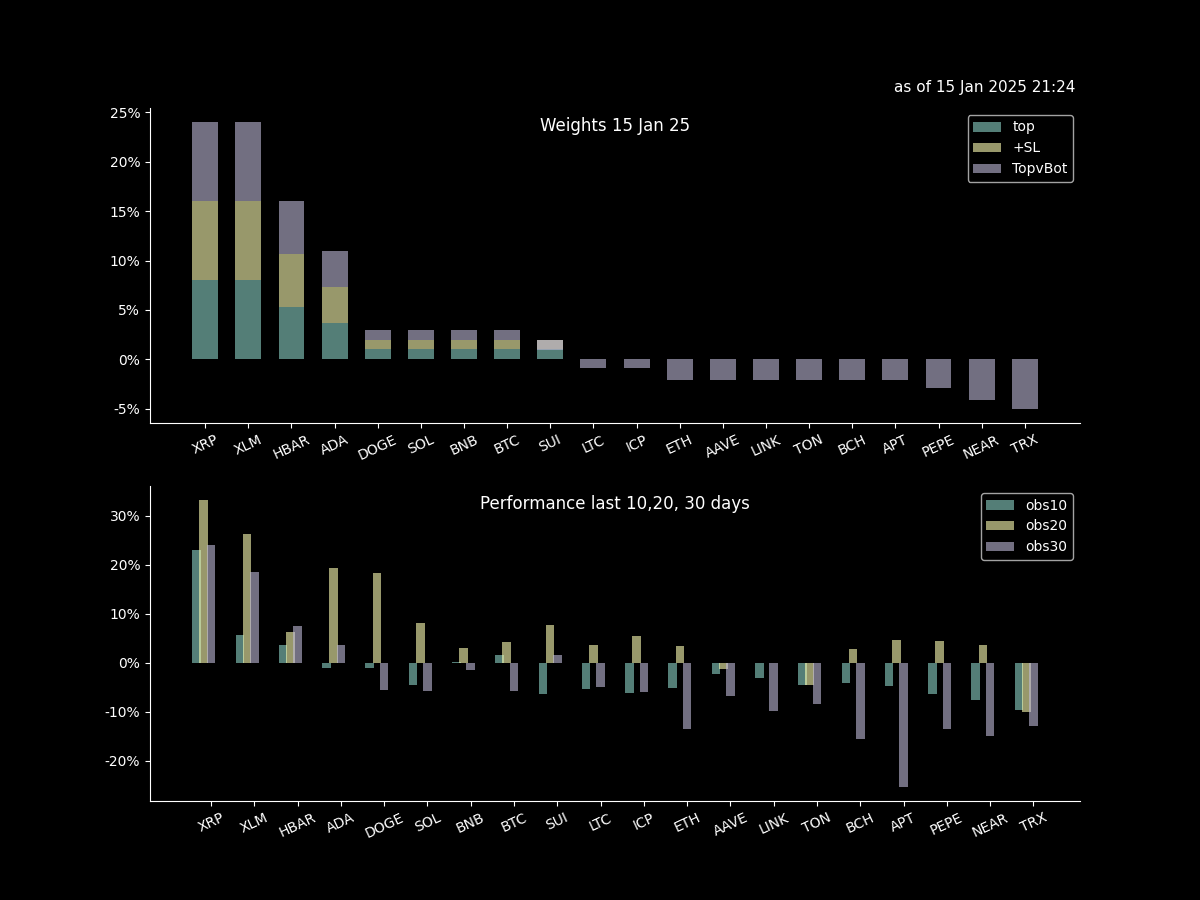 as of 15 Jan 2025 21:24
Weights 15 Jan 25
top
+SL
TopvBot
25%
20%
15%
10%
5%
0%
-5%
XRP XLM HBAR ADA DOGE SOL BNB BTC SUI LTC ICP ETH AAVE LINK TON BCH APT PEPE NEAR TRX
Performance last 10,20, 30 days
obs10
obs20
obs30
30%
20%
10%
0%
-10%
-20%
XRP XLM HBAR ADA DOGE SOL BNB BTC SUI LTC ICP ETH AAVE LINK TON BCH APT PEPE NEAR TRX